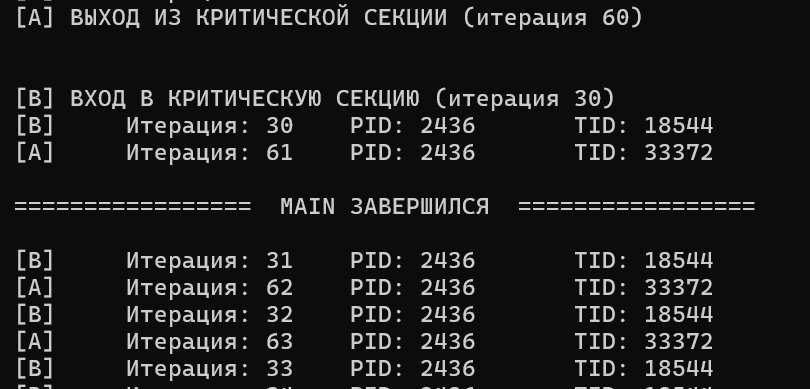 [A] ВЫХОД ИЗ КРИТИЧЕСКОЙ СЕКЦИИ (итерация 60)
[B] ВХОД В КРИТИЧЕСКУЮ СЕКЦИЮ (итерация 30)
[B] Итерация: 30 PID: 2436 TID: 18544
[A] Итерация: 61 PID: 2436 TID: 33372
================= MAIN ЗАВЕРШИЛСЯ =================
[B] Итерация: 31 PID: 2436 TID: 18544
[A] Итерация: 62 PID: 2436 TID: 33372
[B] Итерация: 32 PID: 2436 TID: 18544
[A] Итерация: 63 PID: 2436 TID: 33372
[B] Итерация: 33 PID: 2436 TID: 18544